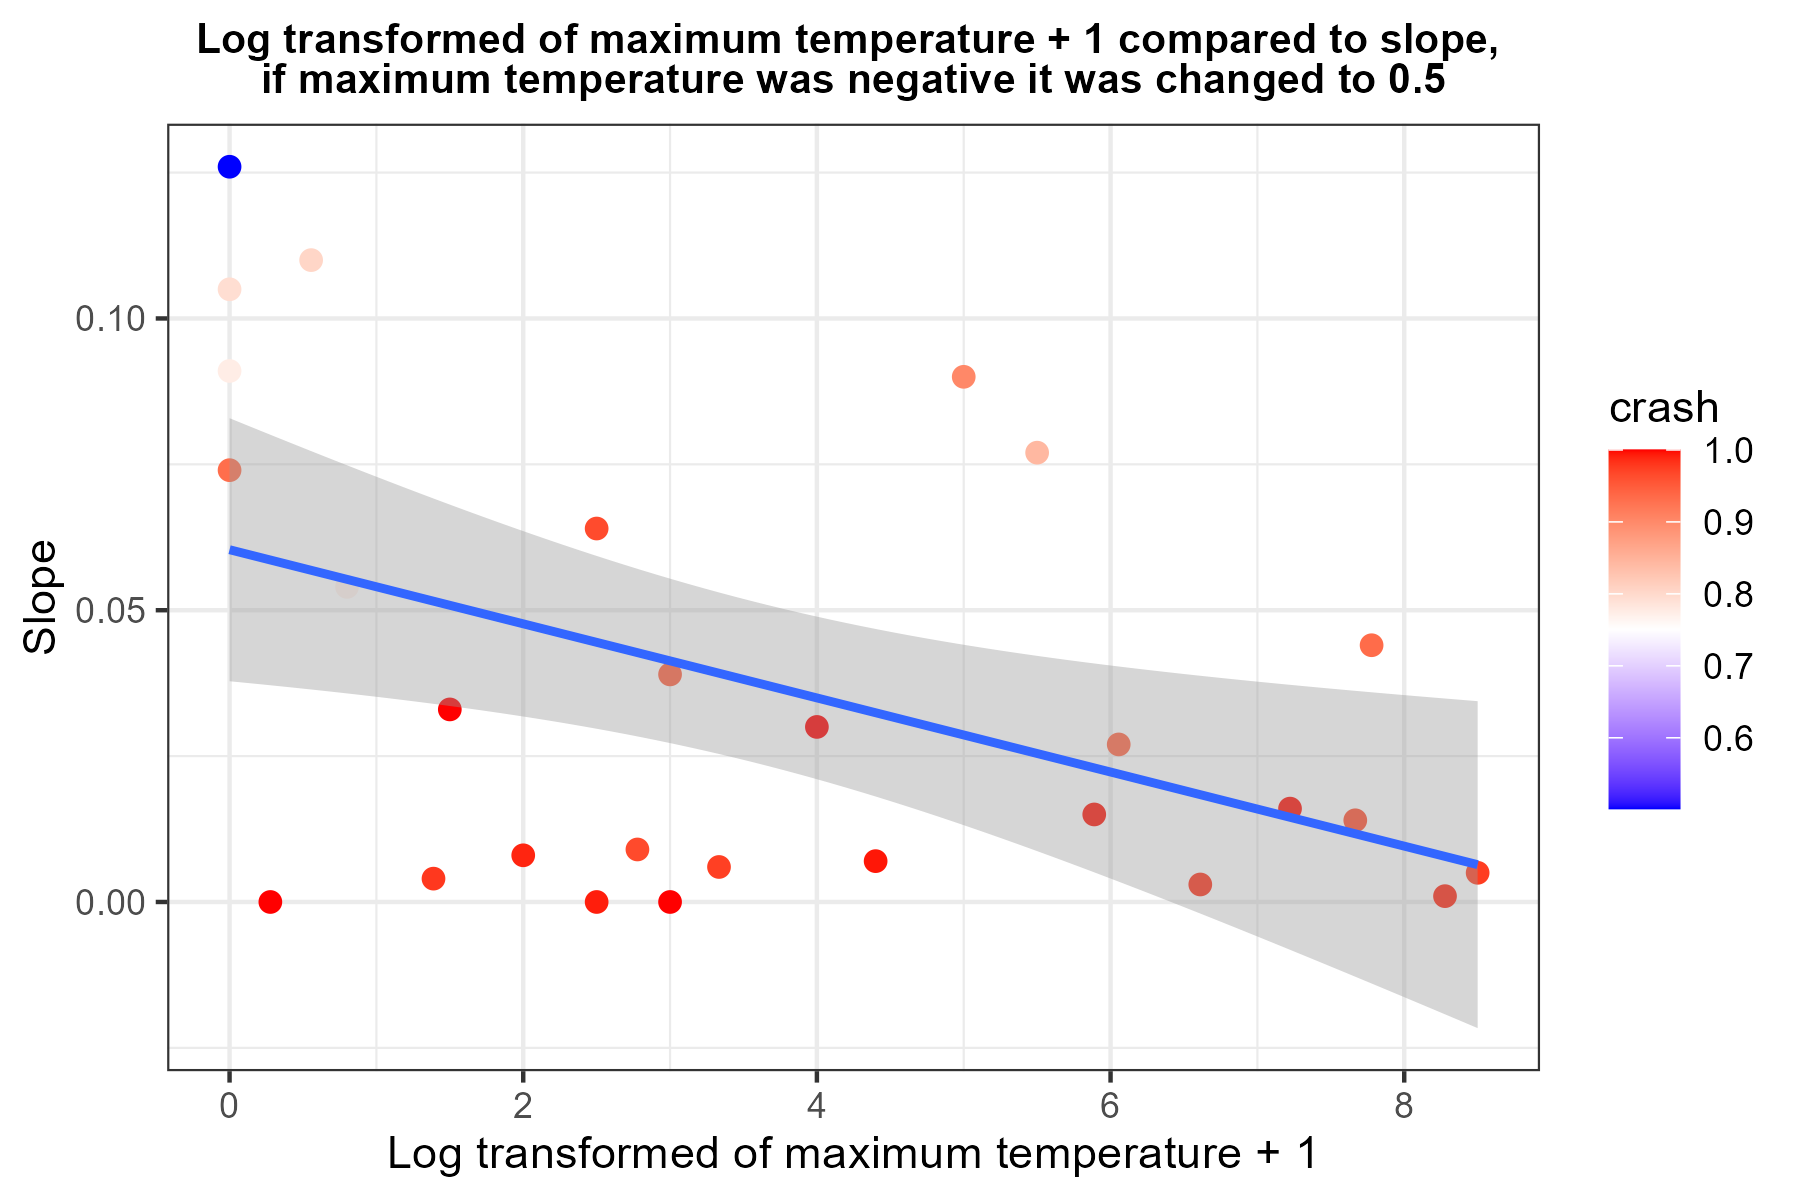 Log transformed of maximum temperature + 1 compared to slope,
if maximum temperature was negative it was changed to 0.5
crash
1.0
0.9
0.8
0.7
0.6
0.10
0.05
0.00
Slope
0 2 4 6 8
Log transformed of maximum temperature + 1